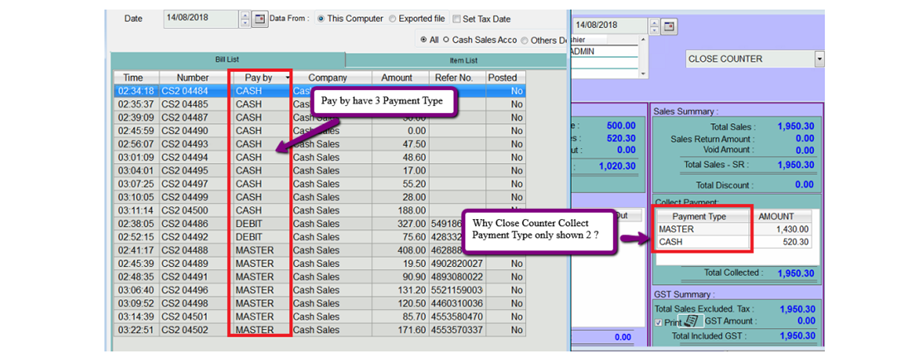 Date 14/08/2018 Data From : This Computer Exported file Set Tax Date
All Cash Sales Acco Others De
Bill List Item List
Time Number Pay by Company Amount Refer No. Posted
02:34:18 CS2 04484 CASH Cas No
02:35:37 CS2 04485 CASH Cash No
02:39:09 CS2 04487 CASH Cash Sales 50.00 No
02:45:59 CS2 04490 CASH Cash Sales 0.00 No
02:56:07 CS2 04493 CASH Cash Sales 47.50 No
03:01:09 CS2 04494 CASH Cash Sales 48.60 No
03:04:01 CS2 04495 CASH Cash Sales 17.00 No
03:07:25 CS2 04497 CASH Cash Sales 55.20 No
03:10:05 CS2 04499 CASH Cash Sales 28.00 No
03:11:14 CS2 04500 CASH Cash Sales 188.00 No
02:38:05 CS2 04486 DEBIT Cash Sales 327.00 549186
02:52:15 CS2 04492 DEBIT Cash Sales 75.60 428332
02:41:17 CS2 04488 MASTER Cash Sales 408.00 462888
02:45:39 CS2 04489 MASTER Cash Sales 19.50 4902820027 No
02:48:35 CS2 04491 MASTER Cash Sales 90.90 4893080022 No
03:06:40 CS2 04496 MASTER Cash Sales 131.20 5521159003 No
03:09:52 CS2 04498 MASTER Cash Sales 120.50 4460310036 No
03:14:39 CS2 04501 MASTER Cash Sales 85.70 4553580470 No
03:22:51 CS2 04502 MASTER Cash Sales 171.60 4553570337 No
Pay by have 3 Payment Type
Why Close Counter Collect
Payment Type only shown 2 ?
14/08/2018
shier
ADMIN
CLOSE COUNTER
e : 500.00
es : 520.30
ut : 0.00
: 1,020.30
Out
0.00
Sales Summary :
Total Sales : 1,950.30
Sales Return Amount : 0.00
Void Amount : 0.00
Total Sales - SR : 1,950.30
Total Discount : 0.00
Collect Payment:
Payment Type AMOUNT
MASTER 1,430.00
CASH 520.30
Total Collected : 1,950.30
GST Summary :
Total Sales Excluded. Tax : 1,950.30
Print GST Amount : 0.00
Total Included GST : 1,950.30